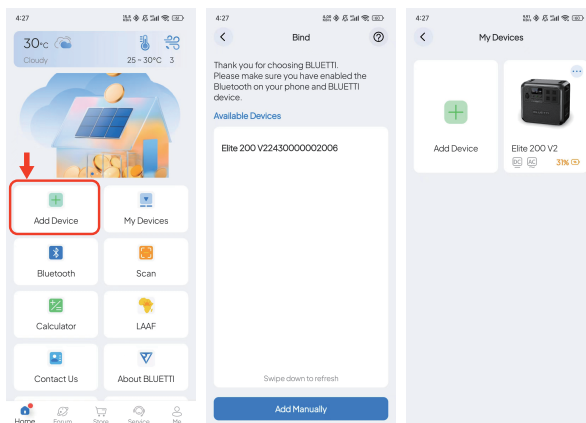 4:27
30°C
Cloudy
25 - 30°C 3
Add Device
My Devices
Bluetooth
Scan
Calculator
LAAF
Contact Us
About BLUETTI
Home
Forum
Store
Service
Me
4:27
Bind
Thank you for choosing BLUETTI.
Please make sure you have enabled the
Bluetooth on your phone and BLUETTI
device.
Available Devices
Elite 200 V22430000002006
Swipe down to refresh
Add Manually
4:27
My Devices
Add Device
Elite 200 V2
DC AC 31%